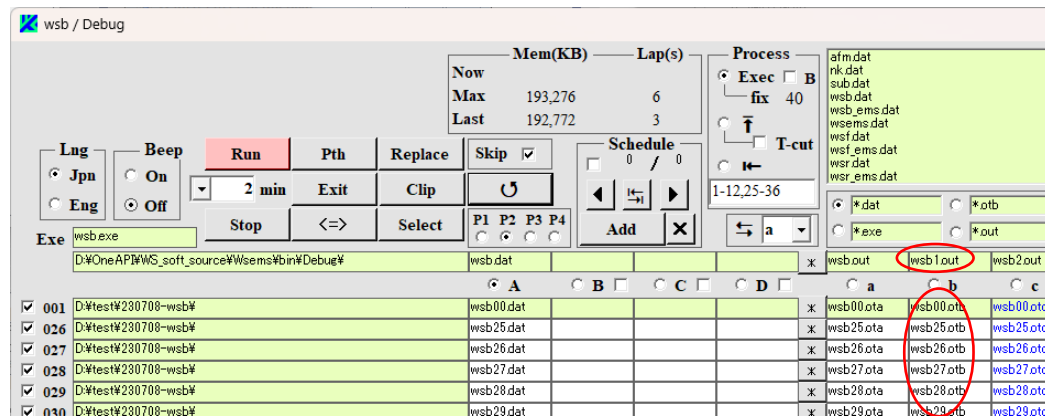 wsb / Debug
Mem(KB) Lap(s)
Now
Max 193,276 6
Last 192,772 3
Process
Exec B
fix 40
T-cut
1-12,25-36
a
afm.dat
nk.dat
sub.dat
wsb.dat
wsb_ems.dat
wsems.dat
wsf.dat
wsf_ems.dat
wsr.dat
wsr_ems.dat
Lng
Jpn
Eng
Beep
On
Off
Run Pth Replace Skip
2 min Exit Clip
Stop <=> Select P1 P2 P3 P4
Schedule
0 / 0
Add
*.dat *.otb
*.exe *.out
Exe wsb.exe
D:¥OneAPI¥WS_soft_source¥Wsems¥bin¥Debug¥ wsb.dat * wsb.out wsb1.out wsb2.out
A B C D a b c
001 D:¥test¥230708-wsb¥ wsb00.dat * wsb00.ota wsb00.otb wsb00.otc
026 D:¥test¥230708-wsb¥ wsb25.dat * wsb25.ota wsb25.otb wsb25.otc
027 D:¥test¥230708-wsb¥ wsb26.dat * wsb26.ota wsb26.otb wsb26.otc
028 D:¥test¥230708-wsb¥ wsb27.dat * wsb27.ota wsb27.otb wsb27.otc
029 D:¥test¥230708-wsb¥ wsb28.dat * wsb28.ota wsb28.otb wsb28.otc
030 D:¥test¥230708-wsb¥ wsb29.dat * wsb29.ota wsb29.otb wsb29.otc